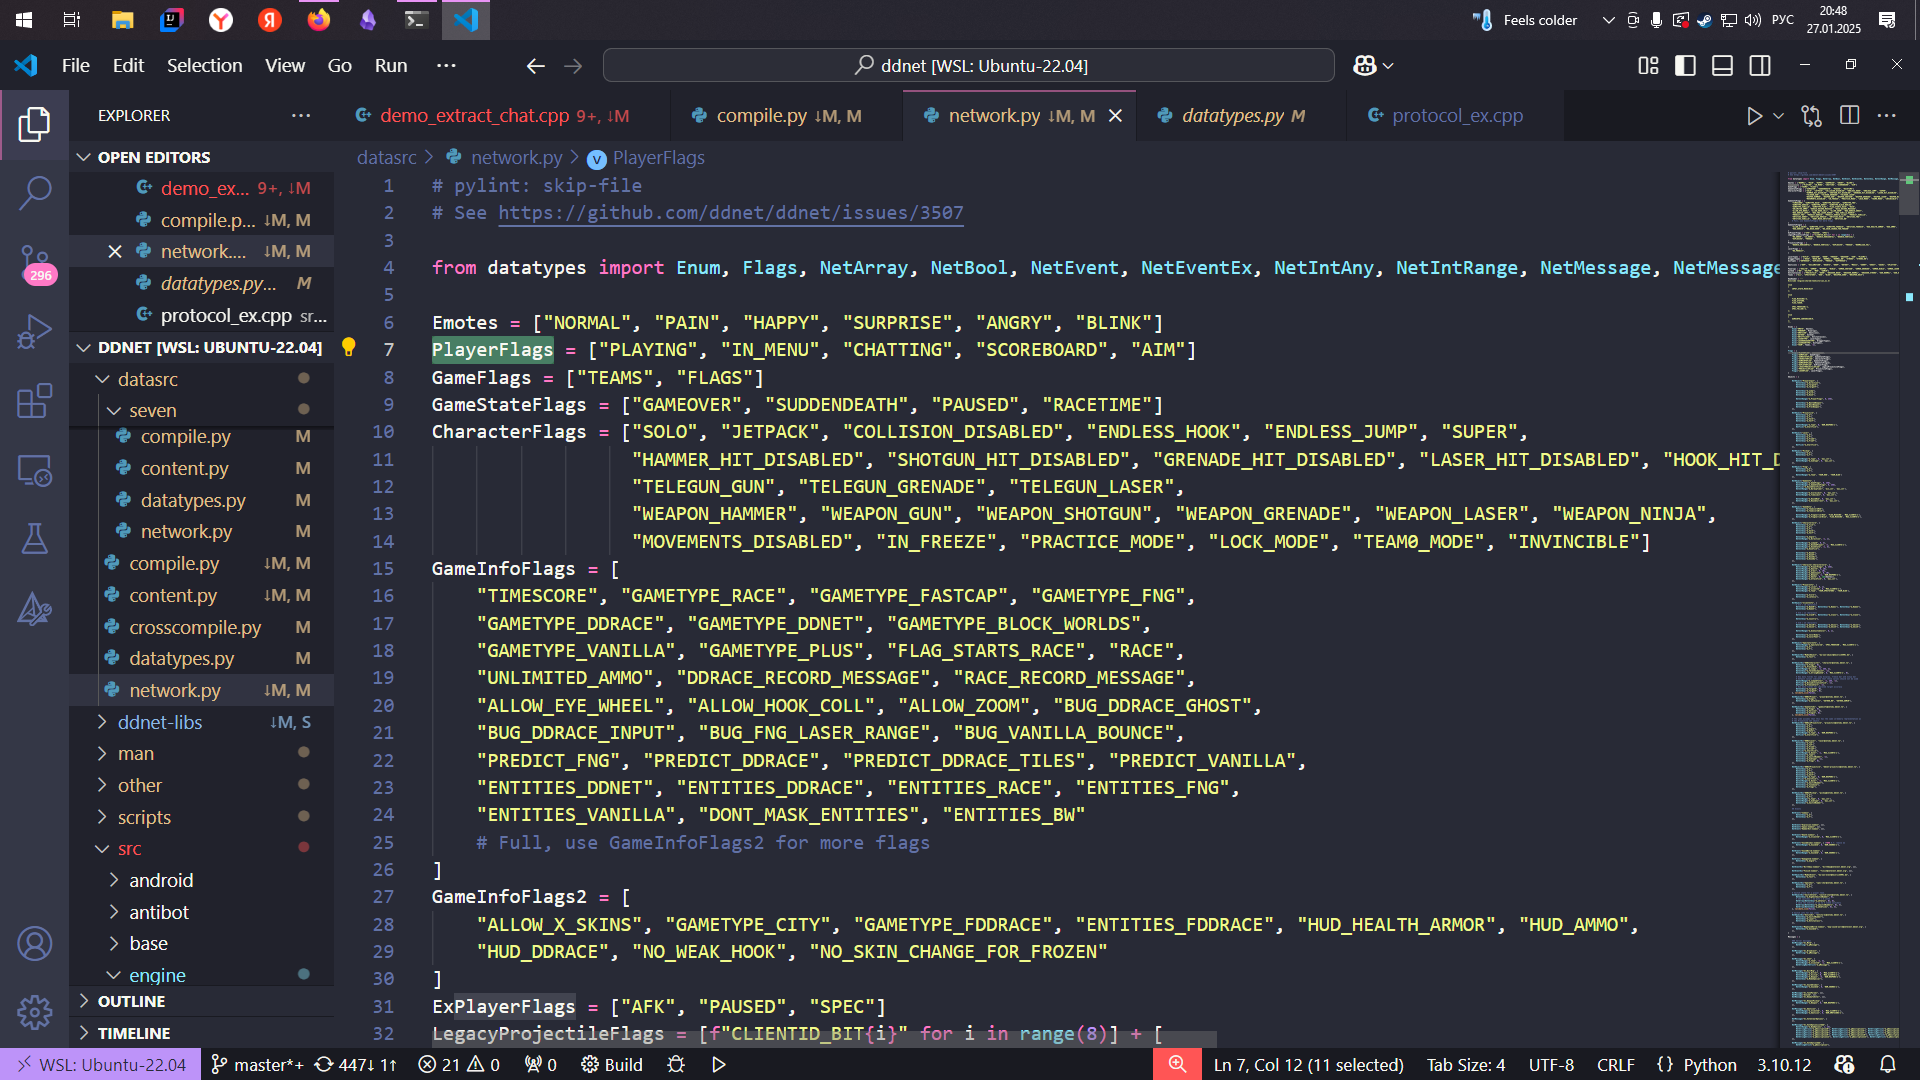 Feels colder
РУС
20:48
27.01.2025
File Edit Selection View Go Run ···
ddnet [WSL: Ubuntu-22.04]
EXPLORER
demo_extract_chat.cpp 9+, ↓M
compile.py ↓M, M
network.py ↓M, M
datatypes.py M
protocol_ex.cpp
OPEN EDITORS
demo_ex... 9+, ↓M
compile.p... ↓M, M
network.... ↓M, M
datatypes.py... M
protocol_ex.cpp sr...
296
DDNET [WSL: UBUNTU-22.04]
datasrc
seven
compile.py M
content.py M
datatypes.py M
network.py M
compile.py ↓M, M
content.py ↓M, M
crosscompile.py M
datatypes.py M
network.py ↓M, M
ddnet-libs ↓M, S
man
other
scripts
src
android
antibot
base
engine
OUTLINE
TIMELINE
datasrc > network.py > PlayerFlags
1 # pylint: skip-file
2 # See https://github.com/ddnet/ddnet/issues/3507
3
4 from datatypes import Enum, Flags, NetArray, NetBool, NetEvent, NetEventEx, NetIntAny, NetIntRange, NetMessage, NetMessage
5
6 Emotes = ["NORMAL", "PAIN", "HAPPY", "SURPRISE", "ANGRY", "BLINK"]
7 PlayerFlags = ["PLAYING", "IN_MENU", "CHATTING", "SCOREBOARD", "AIM"]
8 GameFlags = ["TEAMS", "FLAGS"]
9 GameStateFlags = ["GAMEOVER", "SUDDENDEATH", "PAUSED", "RACETIME"]
10 CharacterFlags = ["SOLO", "JETPACK", "COLLISION_DISABLED", "ENDLESS_HOOK", "ENDLESS_JUMP", "SUPER",
11 "HAMMER_HIT_DISABLED", "SHOTGUN_HIT_DISABLED", "GRENADE_HIT_DISABLED", "LASER_HIT_DISABLED", "HOOK_HIT_D
12 "TELEGUN_GUN", "TELEGUN_GRENADE", "TELEGUN_LASER",
13 "WEAPON_HAMMER", "WEAPON_GUN", "WEAPON_SHOTGUN", "WEAPON_GRENADE", "WEAPON_LASER", "WEAPON_NINJA",
14 "MOVEMENTS_DISABLED", "IN_FREEZE", "PRACTICE_MODE", "LOCK_MODE", "TEAM0_MODE", "INVINCIBLE"]
15 GameInfoFlags = [
16 "TIMESCORE", "GAMETYPE_RACE", "GAMETYPE_FASTCAP", "GAMETYPE_FNG",
17 "GAMETYPE_DDRACE", "GAMETYPE_DDNET", "GAMETYPE_BLOCK_WORLDS",
18 "GAMETYPE_VANILLA", "GAMETYPE_PLUS", "FLAG_STARTS_RACE", "RACE",
19 "UNLIMITED_AMMO", "DDRACE_RECORD_MESSAGE", "RACE_RECORD_MESSAGE",
20 "ALLOW_EYE_WHEEL", "ALLOW_HOOK_COLL", "ALLOW_ZOOM", "BUG_DDRACE_GHOST",
21 "BUG_DDRACE_INPUT", "BUG_FNG_LASER_RANGE", "BUG_VANILLA_BOUNCE",
22 "PREDICT_FNG", "PREDICT_DDRACE", "PREDICT_DDRACE_TILES", "PREDICT_VANILLA",
23 "ENTITIES_DDNET", "ENTITIES_DDRACE", "ENTITIES_RACE", "ENTITIES_FNG",
24 "ENTITIES_VANILLA", "DONT_MASK_ENTITIES", "ENTITIES_BW"
25 # Full, use GameInfoFlags2 for more flags
26 ]
27 GameInfoFlags2 = [
28 "ALLOW_X_SKINS", "GAMETYPE_CITY", "GAMETYPE_FDDRACE", "ENTITIES_FDDRACE", "HUD_HEALTH_ARMOR", "HUD_AMMO",
29 "HUD_DDRACE", "NO_WEAK_HOOK", "NO_SKIN_CHANGE_FOR_FROZEN"
30 ]
31 ExPlayerFlags = ["AFK", "PAUSED", "SPEC"]
32 LegacyProjectileFlags = [f"CLIENTID_BIT{i}" for i in range(8)] + [
WSL: Ubuntu-22.04 master*+ 447↓ 1↑ 21 0 0 Build
Ln 7, Col 12 (11 selected) Tab Size: 4 UTF-8 CRLF {} Python 3.10.12